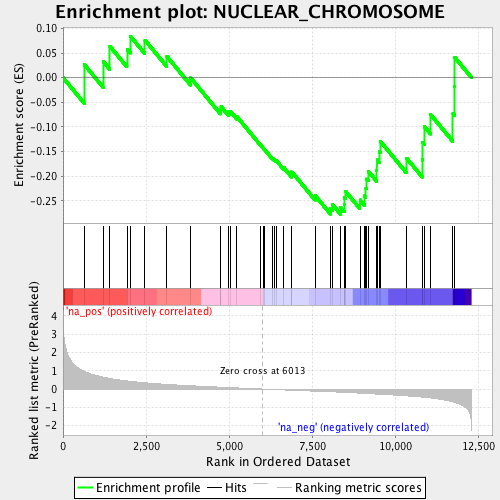 Enrichment plot: NUCLEAR_CHROMOSOME
Enrichment score (ES)
0.10
0.05
0.00
-0.05
-0.10
-0.15
-0.20
-0.25
'na_pos' (positively correlated)
Ranked list metric (PreRanked)
4
3
2
1
0
-1
-2
Zero cross at 6013
'na_neg' (negatively correlated)
0
2,500
5,000
7,500
10,000
12,500
Rank in Ordered Dataset
Enrichment profile
Hits
Ranking metric scores